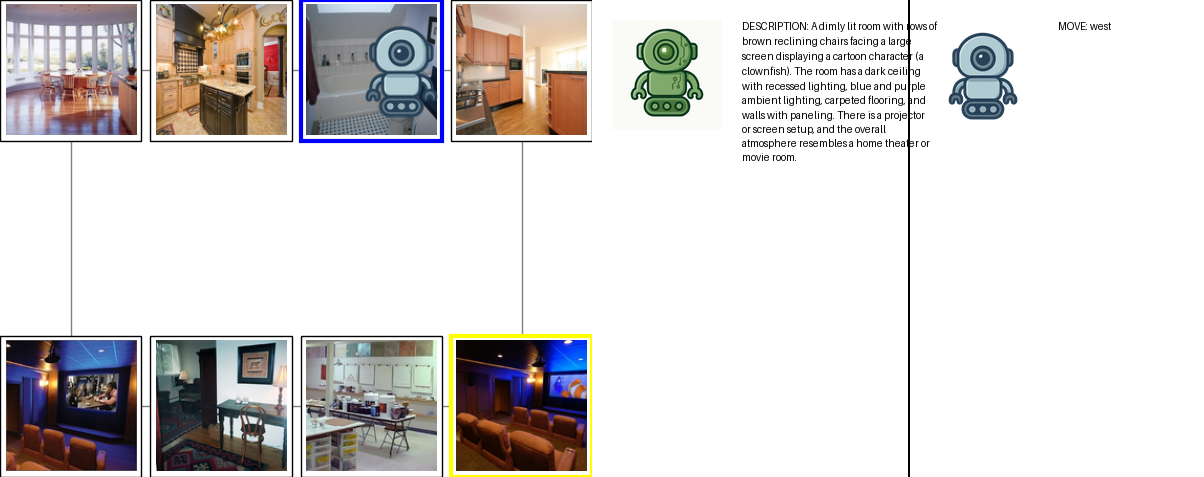 DESCRIPTION: A dimly lit room with rows of
brown reclining chairs facing a large
screen displaying a cartoon character (a
clownfish). The room has a dark ceiling
with recessed lighting, blue and purple
ambient lighting, carpeted flooring, and
walls with paneling. There is a projector
or screen setup, and the overall
atmosphere resembles a home theater or
movie room.
MOVE: west